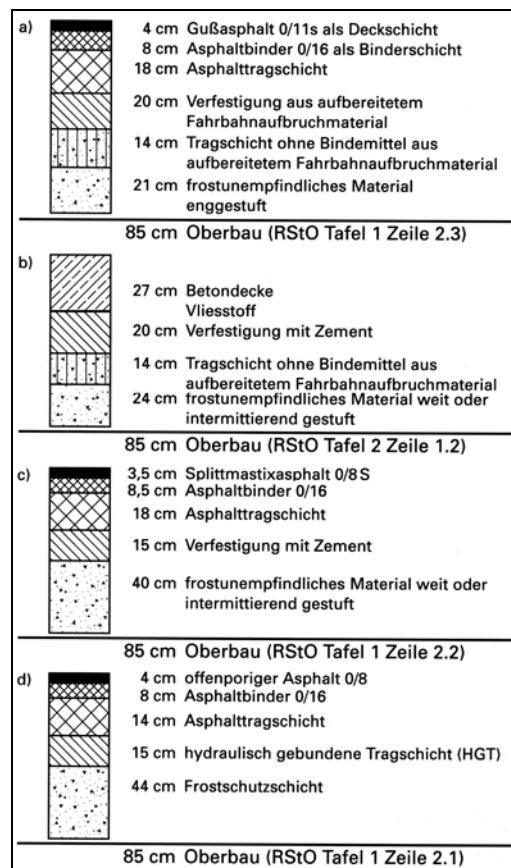 a)
4 cm Gußasphalt 0/11s als Deckschicht
8 cm Asphaltbinder 0/16 als Binderschicht
18 cm Asphalttragschicht
20 cm Verfestigung aus aufbereitetem
Fahrbahnaufbruchmaterial
14 cm Tragschicht ohne Bindemittel aus
aufbereitetem Fahrbahnaufbruchmaterial
21 cm frostunempfindliches Material
enggestuft
85 cm Oberbau (RStO Tafel 1 Zeile 2.3)
b)
27 cm Betondecke
Vliesstoff
20 cm Verfestigung mit Zement
14 cm Tragschicht ohne Bindemittel aus
aufbereitetem Fahrbahnaufbruchmaterial
24 cm frostunempfindliches Material weit oder
intermittierend gestuft
85 cm Oberbau (RStO Tafel 2 Zeile 1.2)
c)
3,5 cm Splittmastixasphalt 0/8 S
8,5 cm Asphaltbinder 0/16
18 cm Asphalttragschicht
15 cm Verfestigung mit Zement
40 cm frostunempfindliches Material weit oder
intermittierend gestuft
85 cm Oberbau (RStO Tafel 1 Zeile 2.2)
d)
4 cm offenporiger Asphalt 0/8
8 cm Asphaltbinder 0/16
14 cm Asphalttragschicht
15 cm hydraulisch gebundene Tragschicht (HGT)
44 cm Frostschutzschicht
85 cm Oberbau (RStO Tafel 1 Zeile 2.1)